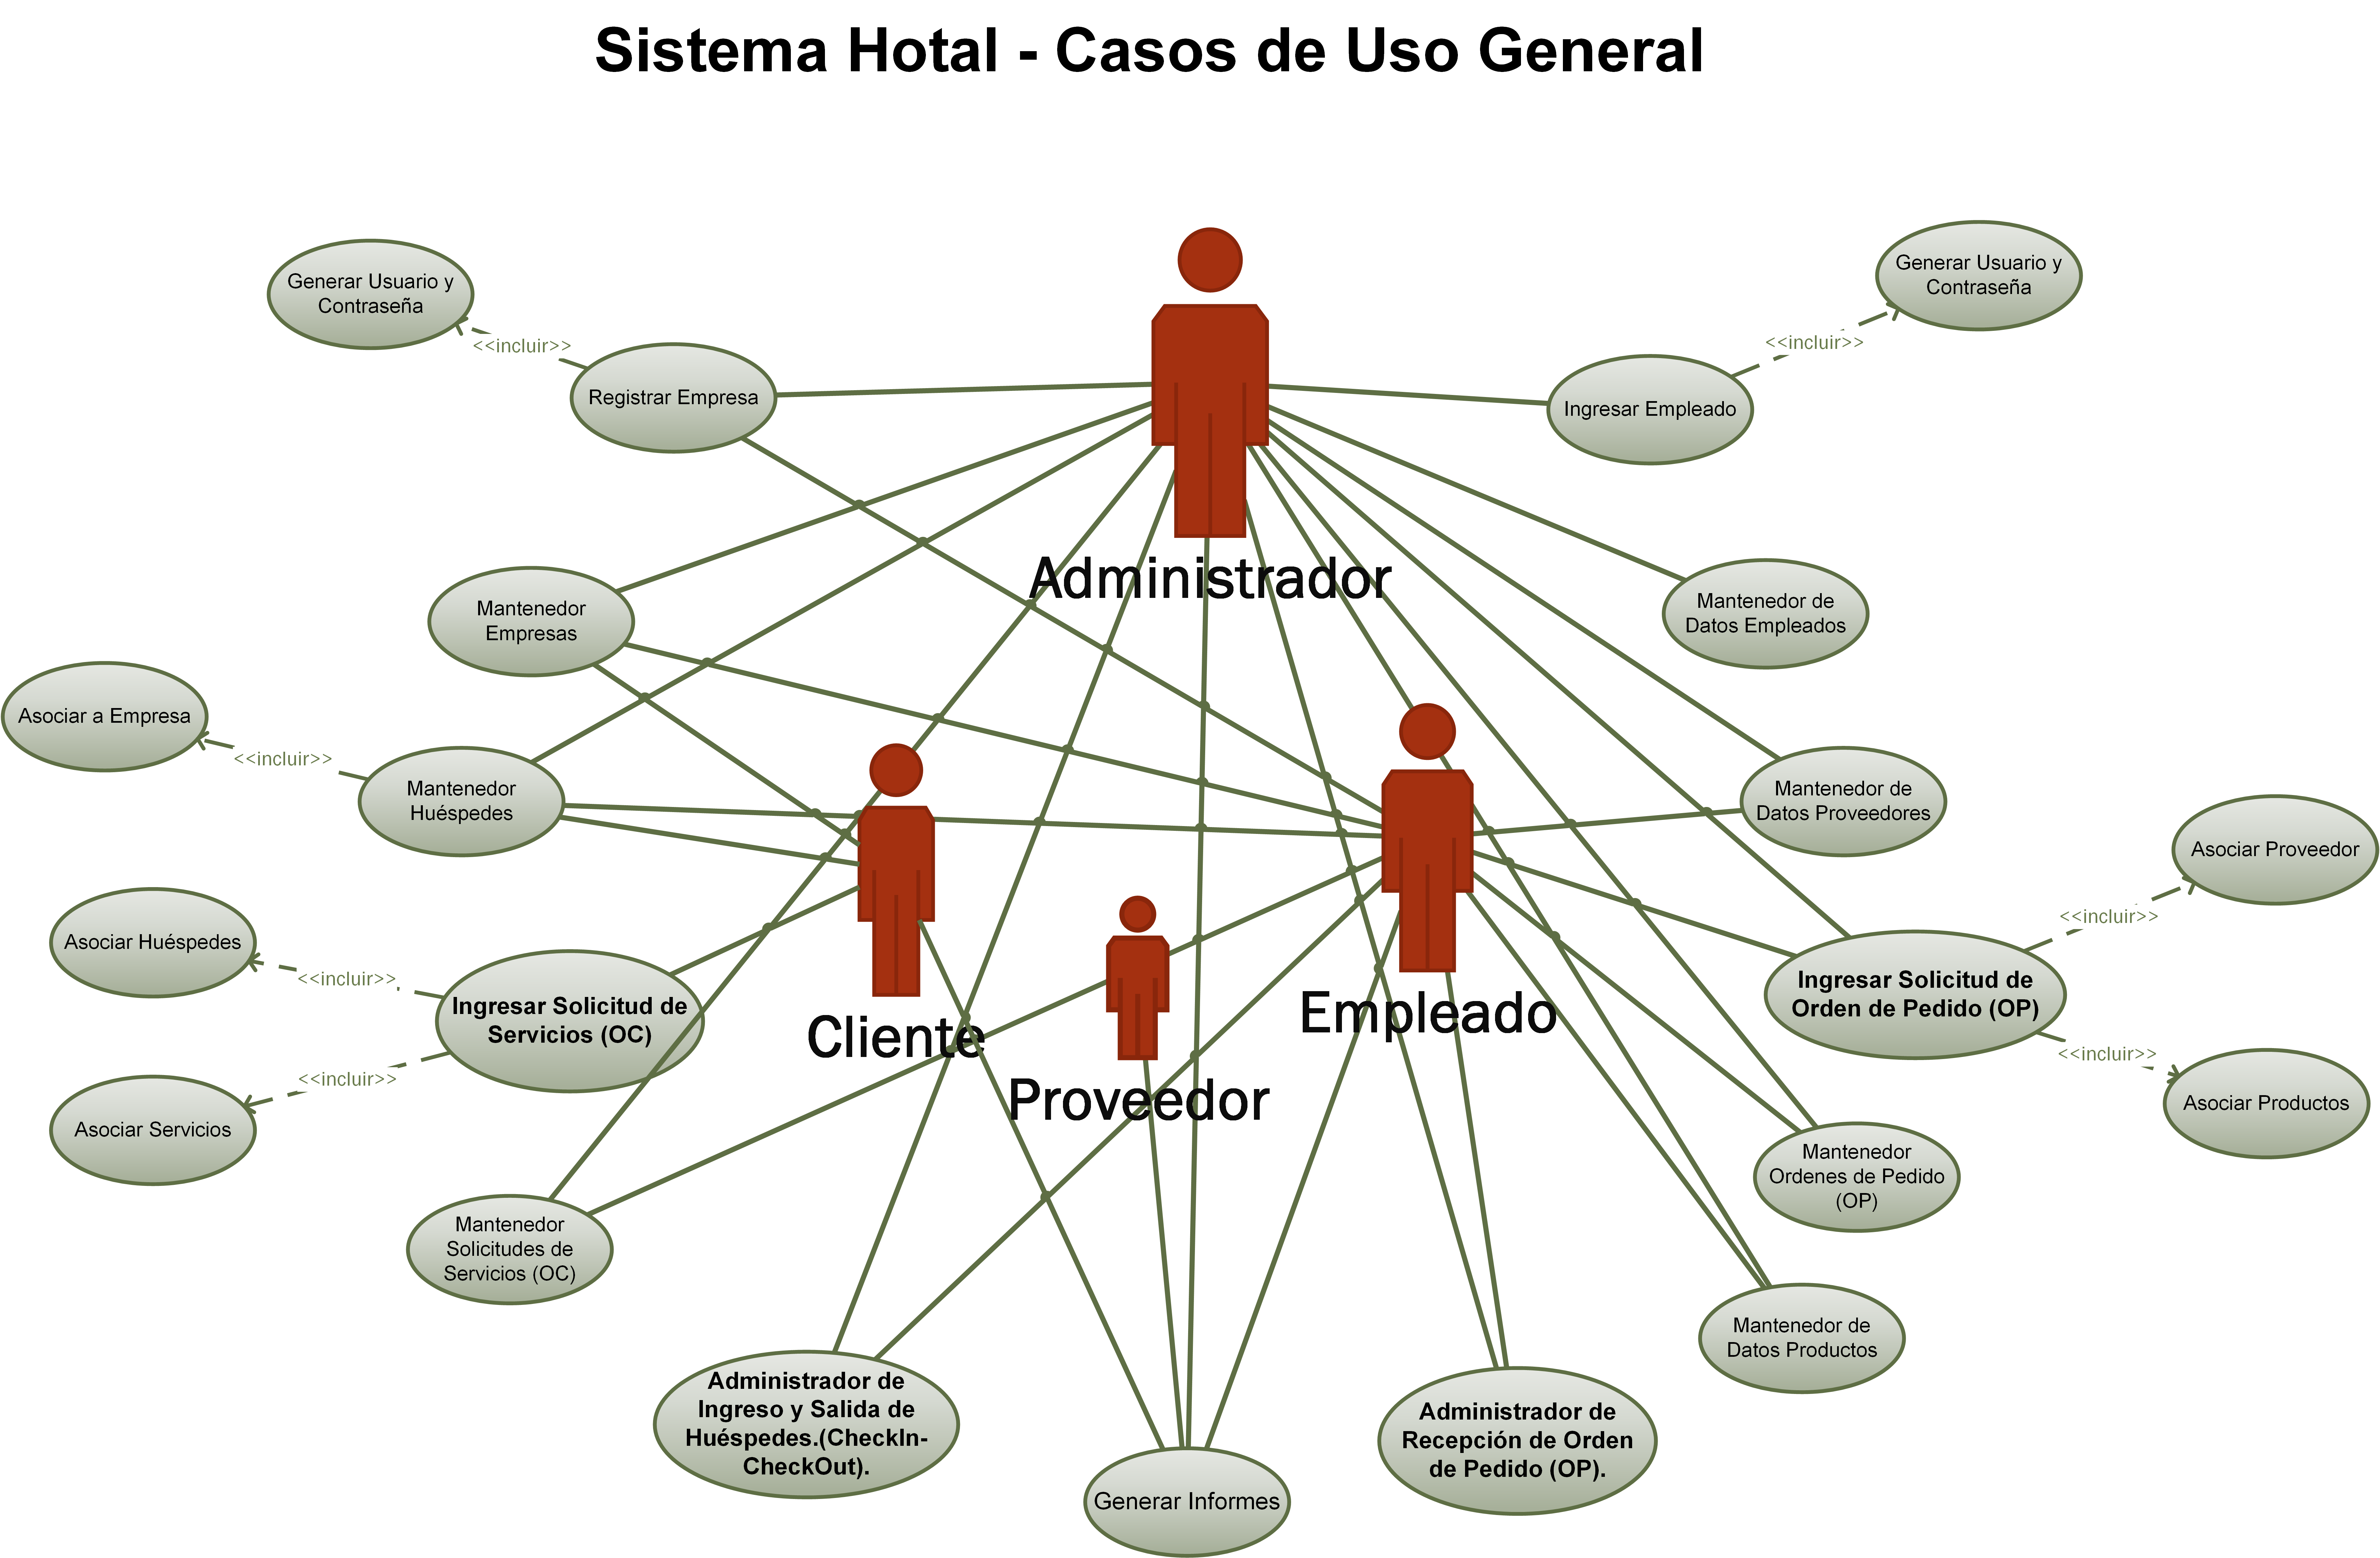 Sistema Hotal - Casos de Uso General
Generar Usuario y
Contraseña
Generar Usuario y
Contraseña
<<incluir>>
<<incluir>>
Registrar Empresa
Ingresar Empleado
Administrador
Mantenedor
Empresas
Mantenedor de
Datos Empleados
Asociar a Empresa
<<incluir>>
Mantenedor
Huéspedes
Mantenedor de
Datos Proveedores
Asociar Proveedor
<<incluir>>
Asociar Huéspedes
<<incluir>>
Ingresar Solicitud de
Servicios (OC)
Ingresar Solicitud de
Orden de Pedido (OP)
Cliente
Empleado
Proveedor
<<incluir>>
<<incluir>>
Asociar Servicios
Asociar Productos
Mantenedor
Ordenes de Pedido
(OP)
Mantenedor
Solicitudes de
Servicios (OC)
Mantenedor de
Datos Productos
Administrador de
Ingreso y Salida de
Huéspedes.(CheckIn-
CheckOut).
Administrador de
Recepción de Orden
de Pedido (OP).
Generar Informes